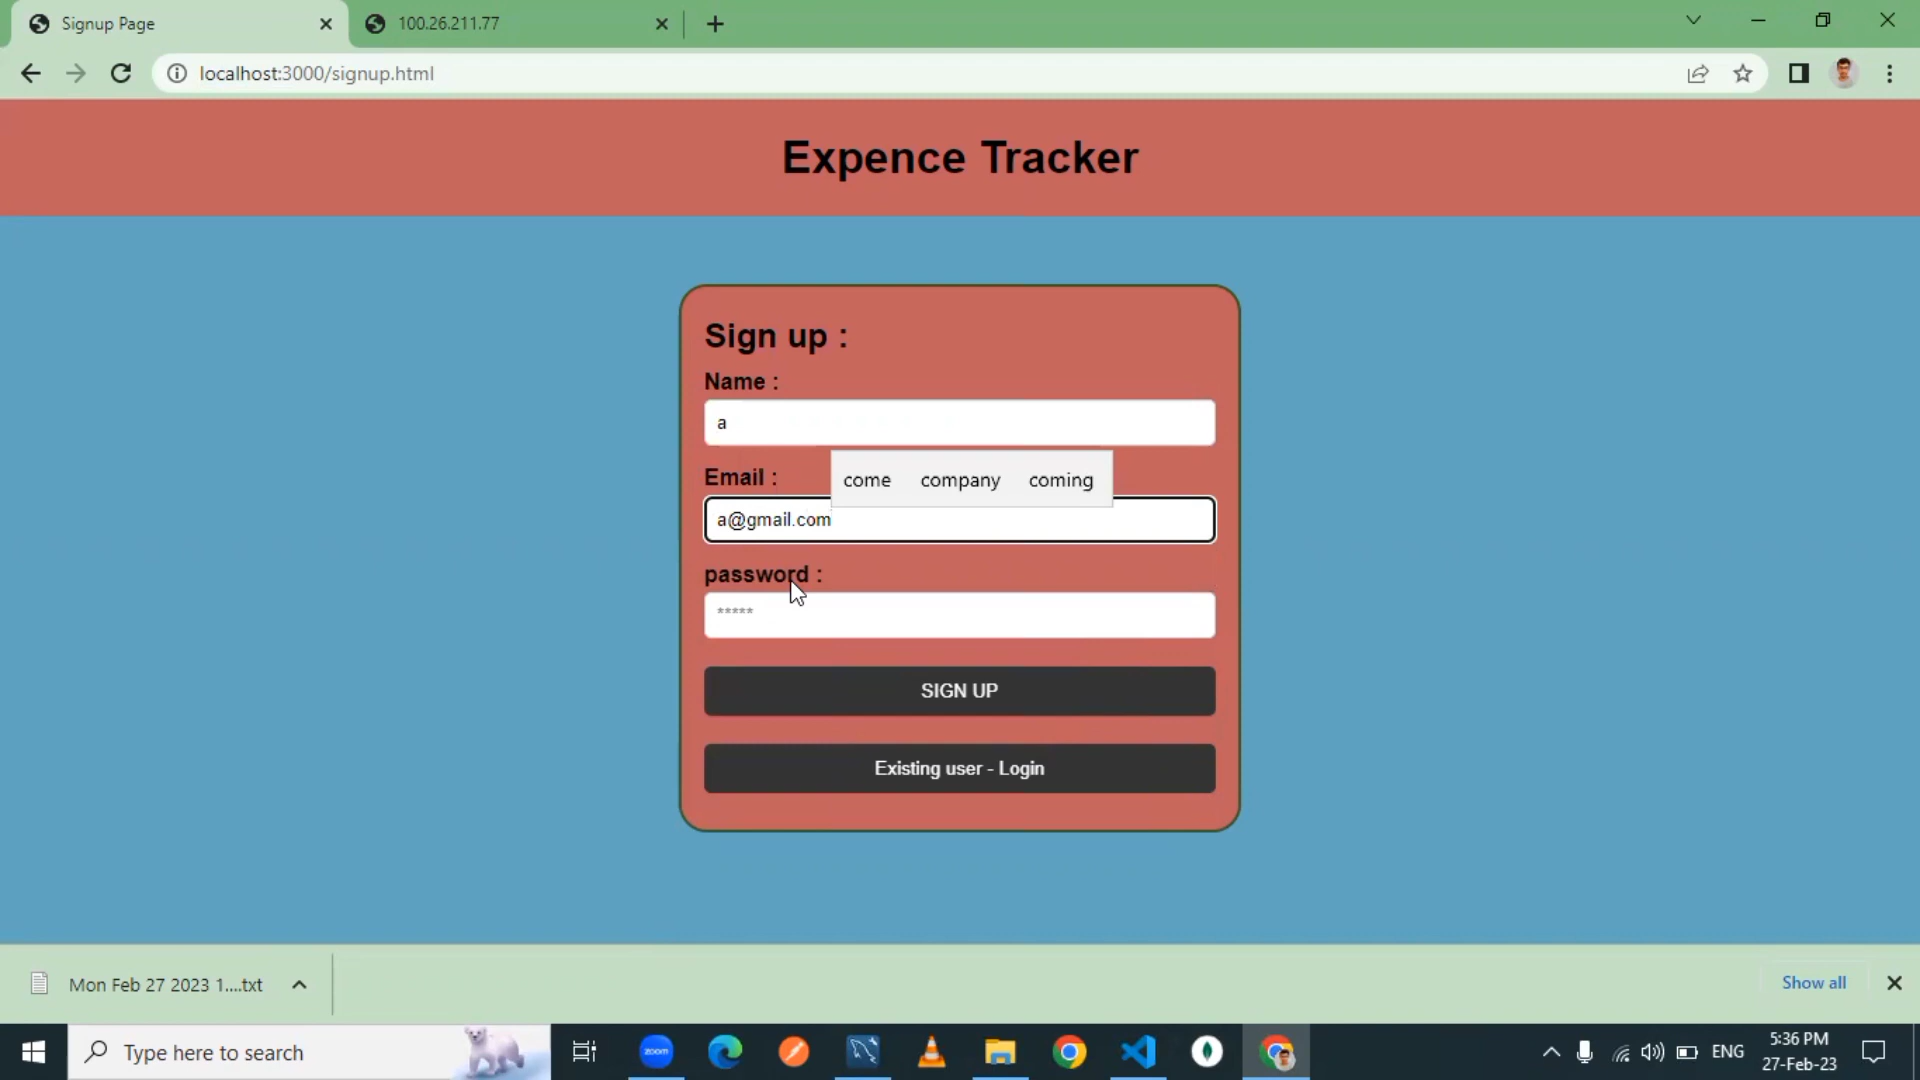 Signup Page
100.26.211.77
localhost:3000/signup.html
Expence Tracker
Sign up :
Name :
a
Email :
come company coming
a@gmail.com
password :
*****
SIGN UP
Existing user - Login
Mon Feb 27 2023 1....txt
Show all
Type here to search
zoom
ENG
5:36 PM
27-Feb-23